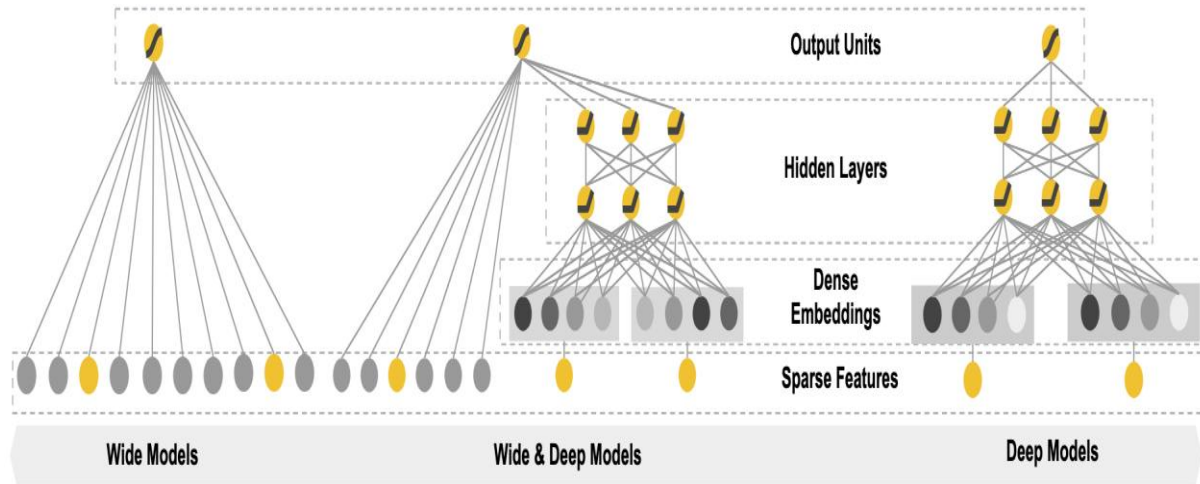 Output Units
Hidden Layers
Dense
Embeddings
Sparse Features
Wide Models
Wide & Deep Models
Deep Models